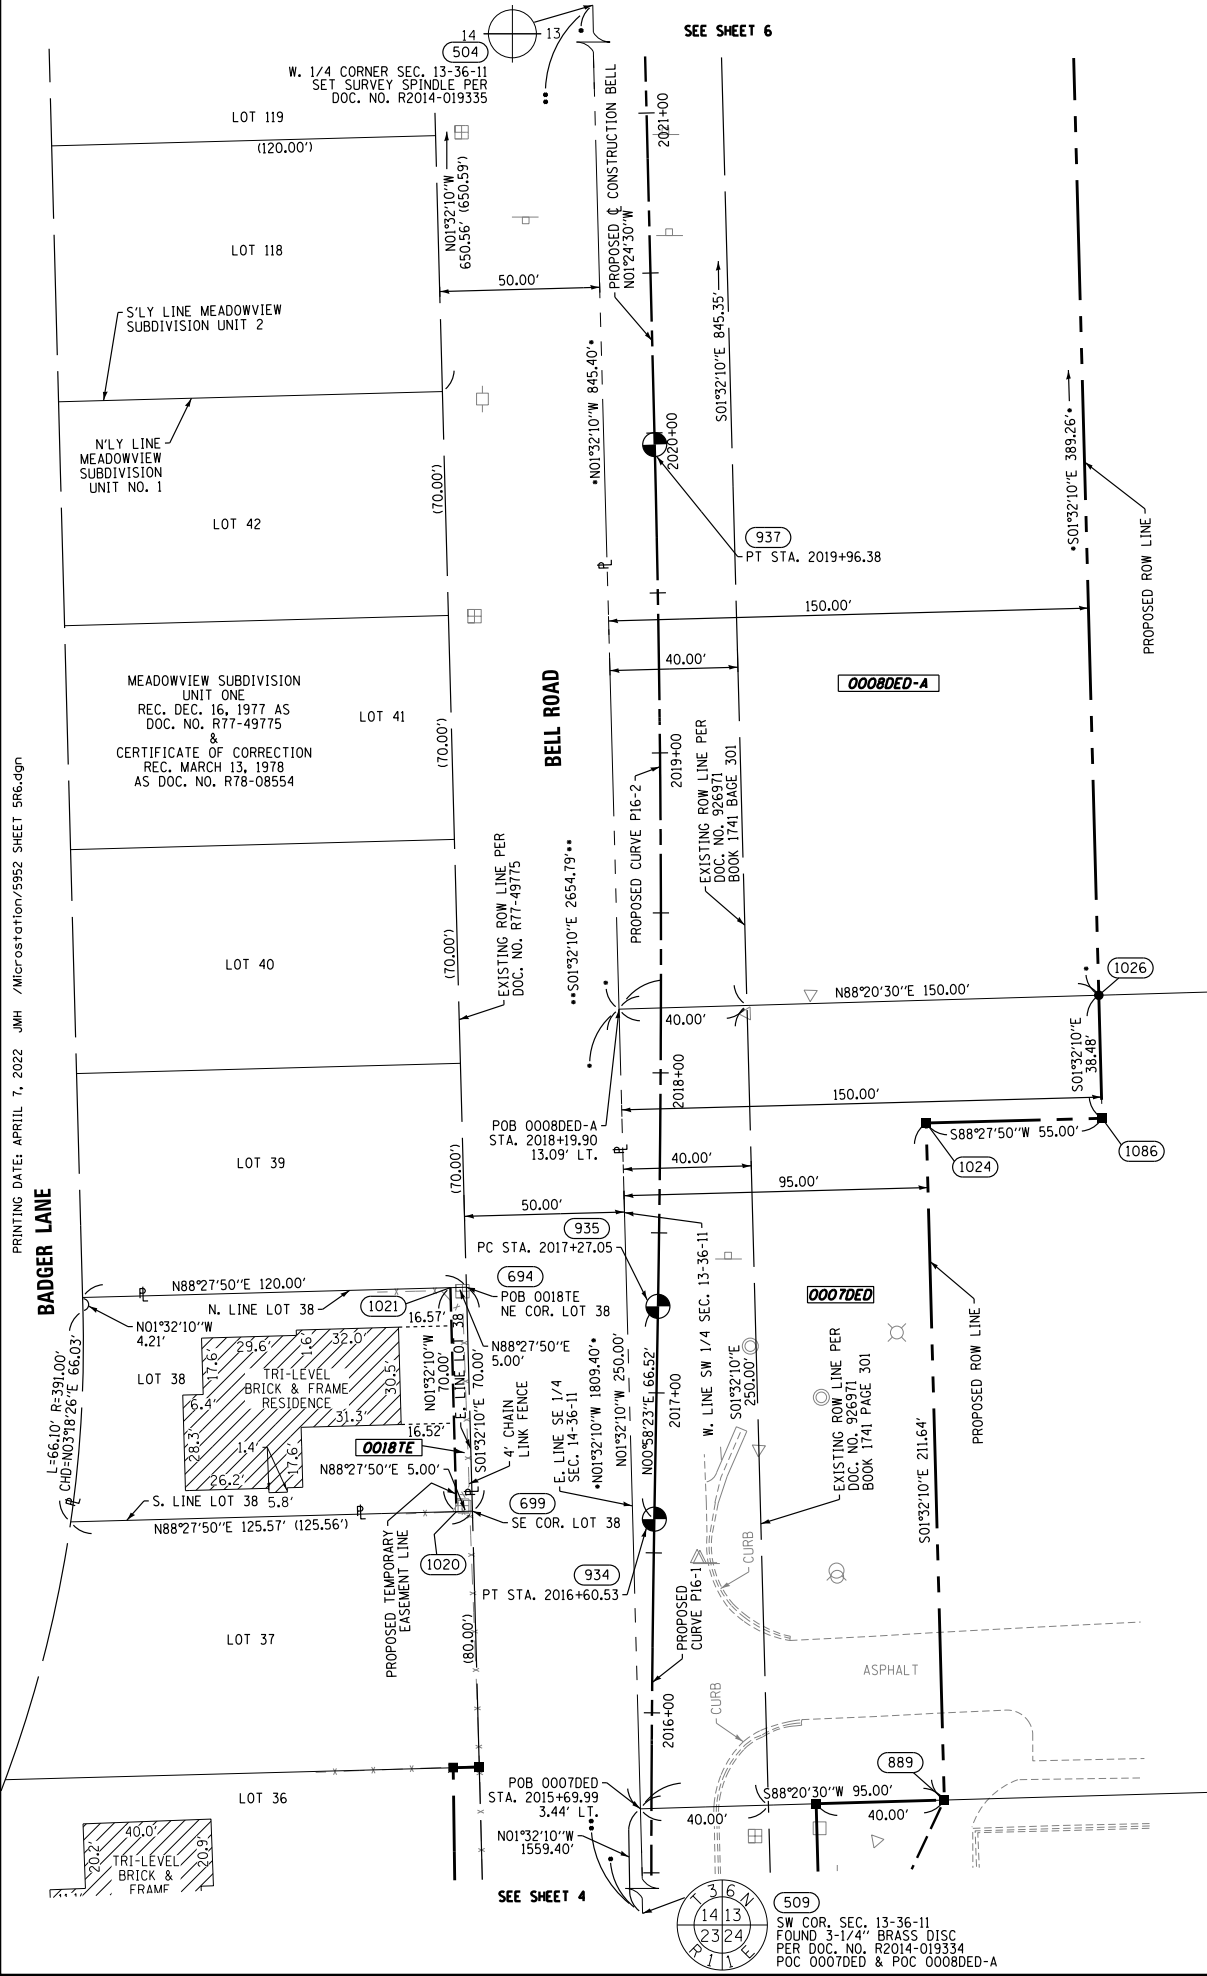 SEE SHEET 6
14
13
504
W. 1/4 CORNER SEC. 13-36-11
SET SURVEY SPINDLE PER
DOC. NO. R2014-019335
LOT 119
(120.00')
N01°32'10"W
650.56' (650.59')
PROPOSED ℄ CONSTRUCTION BELL
N01°24'30"W
2021+00
LOT 118
50.00'
S'LY LINE MEADOWVIEW
SUBDIVISION UNIT 2
*N01°32'10"W 845.40'*
S01°32'10"E 845.35'
N'LY LINE
MEADOWVIEW
SUBDIVISION
UNIT NO. 1
(70.00')
2020+00
*S01°32'10"E 389.26'*
LOT 42
937
PT STA. 2019+96.38
PROPOSED ROW LINE
150.00'
40.00'
0008DED-A
MEADOWVIEW SUBDIVISION
UNIT ONE
REC. DEC. 16, 1977 AS
DOC. NO. R77-49775
&
CERTIFICATE OF CORRECTION
REC. MARCH 13, 1978
AS DOC. NO. R78-08554
LOT 41
(70.00')
BELL ROAD
2019+00
PROPOSED CURVE P16-2
EXISTING ROW LINE PER
DOC. NO. 926971
BOOK 1741 BAGE 301
PRINTING DATE: APRIIL 7, 2022 JMH /Microstation/5952 SHEET 5R6.dgn
EXISTING ROW LINE PER
DOC. NO. R77-49775
**S01°32'10"E 2654.79'**
LOT 40
(70.00')
1026
N88°20'30"E 150.00'
40.00'
S01°32'10"E
38.48'
2018+00
150.00'
POB 0008DED-A
STA. 2018+19.90
13.09' LT.
S88°27'50"W 55.00'
1086
1024
LOT 39
(70.00')
40.00'
95.00'
50.00'
BADGER LANE
935
PC STA. 2017+27.05
W. LINE SW 1/4 SEC. 13-36-11
N88°27'50"E 120.00'
N. LINE LOT 38
1021
694
POB 0018TE
NE COR. LOT 38
0007DED
N01°32'10"W
4.21'
16.57'
N88°27'50"E
5.00'
L=66.10' R=391.00'
CHD=N03°18'26"E 66.03'
LOT 38
29.6'
1.6'
32.0'
17.6'
TRI-LEVEL
BRICK & FRAME
RESIDENCE
30.5'
6.4'
31.3'
28.3'
1.4'
17.6'
26.2'
5.8'
N01°32'10"W
70.00'
E. LINE LOT 38
S01°32'10"E 70.00'
4' CHAIN
LINK FENCE
16.52'
0018TE
N88°27'50"E 5.00'
E. LINE SE 1/4
SEC. 14-36-11
*N01°32'10"W 1809.40'*
N01°32'10"W 250.00'
N00°58'23"E 66.52'
2017+00
S01°32'10"E
250.00'
EXISTING ROW LINE PER
DOC. NO. 926971
BOOK 1741 PAGE 301
PROPOSED ROW LINE
S01°32'10"E 211.64'
S. LINE LOT 38
N88°27'50"E 125.57' (125.56')
699
SE COR. LOT 38
1020
PROPOSED TEMPORARY
EASEMENT LINE
934
PT STA. 2016+60.53
CURB
PROPOSED
CURVE P16-1
LOT 37
(80.00')
ASPHALT
CURB
2016+00
889
LOT 36
POB 0007DED
STA. 2015+69.99
3.44' LT.
S88°20'30"W 95.00'
40.00'
40.00'
N01°32'10"W
1559.40'
40.0'
20.2'
20.9'
TRI-LEVEL
BRICK &
FRAME
SEE SHEET 4
T 36 N
14 13
23 24
R 11 E
509
SW COR. SEC. 13-36-11
FOUND 3-1/4" BRASS DISC
PER DOC. NO. R2014-019334
POC 0007DED & POC 0008DED-A